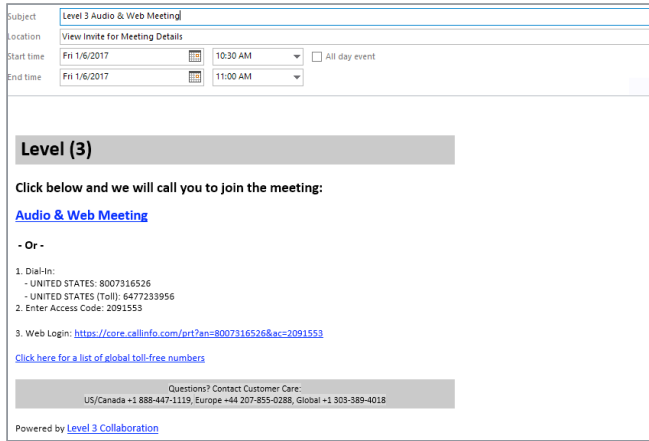 Subject Level 3 Audio & Web Meeting
Location View Invite for Meeting Details
Start time Fri 1/6/2017 10:30 AM All day event
End time Fri 1/6/2017 11:00 AM
Level (3)
Click below and we will call you to join the meeting:
Audio & Web Meeting
- Or -
1. Dial-In:
- UNITED STATES: 8007316526
- UNITED STATES (Toll): 6477233956
2. Enter Access Code: 2091553
3. Web Login: https://core.callinfo.com/prt?an=8007316526&ac=2091553
Click here for a list of global toll-free numbers
Questions? Contact Customer Care:
US/Canada +1 888-447-1119, Europe +44 207-855-0288, Global +1 303-389-4018
Powered by Level 3 Collaboration